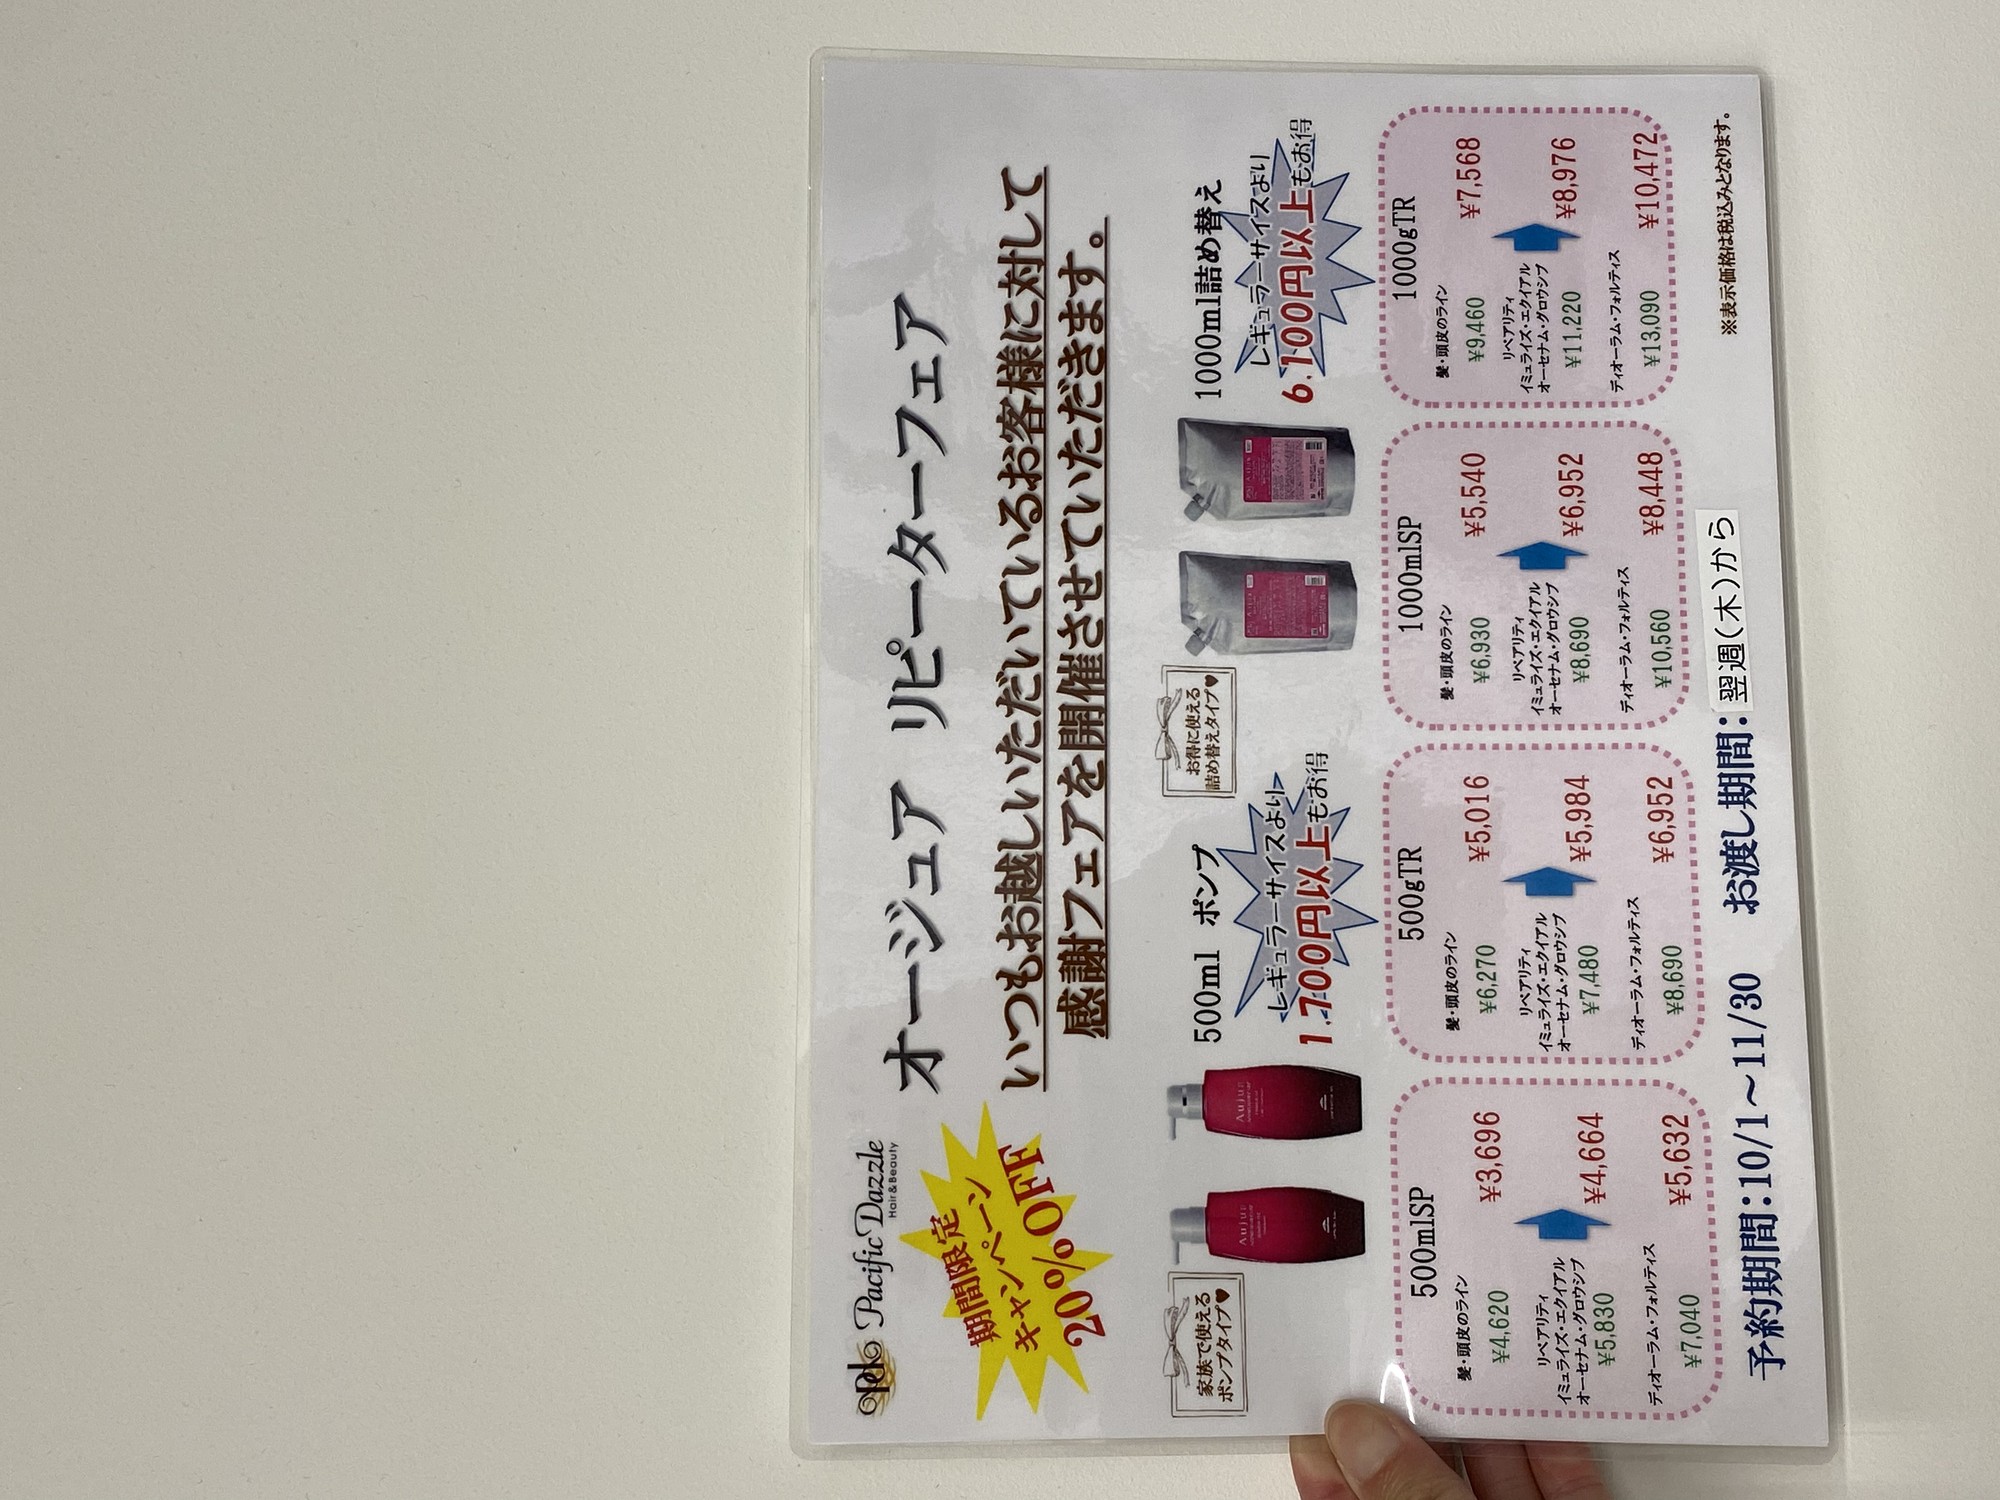 Pacific Dazzle
Hair & Beauty
オージュア リピーターフェア
期間限定
キャンペーン
20%OFF
いつもお越しいただいているお客様に対して
感謝フェアを開催させていただきます。
家族で使える
ポンプタイプ♥
Aujua
Aujua
500ml ポンプ
レギュラーサイズより
1,700円以上もお得
お得に使える
詰め替えタイプ♥
1000ml詰め替え
レギュラーサイズより
6,100円以上もお得
500mlSP
髪・頭皮のライン
¥4,620 ¥3,696
リペアリティ
イミュライズ・エクイアル
オーセナム・グロウシブ
¥5,830 ¥4,664
ディオーラム・フォルティス
¥7,040 ¥5,632
500gTR
髪・頭皮のライン
¥6,270 ¥5,016
リペアリティ
イミュライズ・エクイアル
オーセナム・グロウシブ
¥7,480 ¥5,984
ディオーラム・フォルティス
¥8,690 ¥6,952
1000mlSP
髪・頭皮のライン
¥6,930 ¥5,540
リペアリティ
イミュライズ・エクイアル
オーセナム・グロウシブ
¥8,690 ¥6,952
ディオーラム・フォルティス
¥10,560 ¥8,448
1000gTR
髪・頭皮のライン
¥9,460 ¥7,568
リペアリティ
イミュライズ・エクイアル
オーセナム・グロウシブ
¥11,220 ¥8,976
ディオーラム・フォルティス
¥13,090 ¥10,472
予約期間:10/1～11/30 お渡し期間:翌週(木)から
※表示価格は税込みとなります。